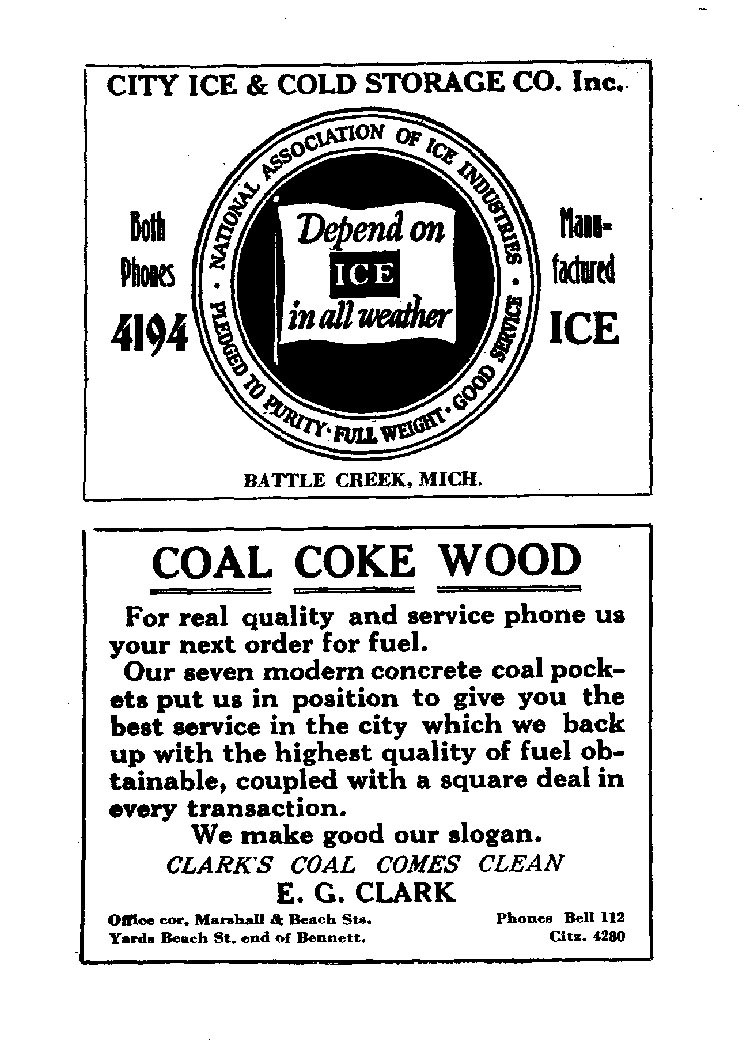 CITY ICE & COLD STORAGE CO. Inc.
Both
Phones
4194
· NATIONAL ASSOCIATION OF ICE INDUSTRIES ·
PLEDGED TO PURITY · FULL WEIGHT · GOOD SERVICE
Depend on
ICE
in all weather
Manu-
factured
ICE
BATTLE CREEK, MICH.
COAL COKE WOOD
For real quality and service phone us
your next order for fuel.
Our seven modern concrete coal pock-
ets put us in position to give you the
best service in the city which we back
up with the highest quality of fuel ob-
tainable, coupled with a square deal in
every transaction.
We make good our slogan.
CLARK'S COAL COMES CLEAN
E. G. CLARK
Office cor. Marshall & Beach Sts.
Yards Beach St. end of Bennett.
Phones Bell 112
Citz. 4280